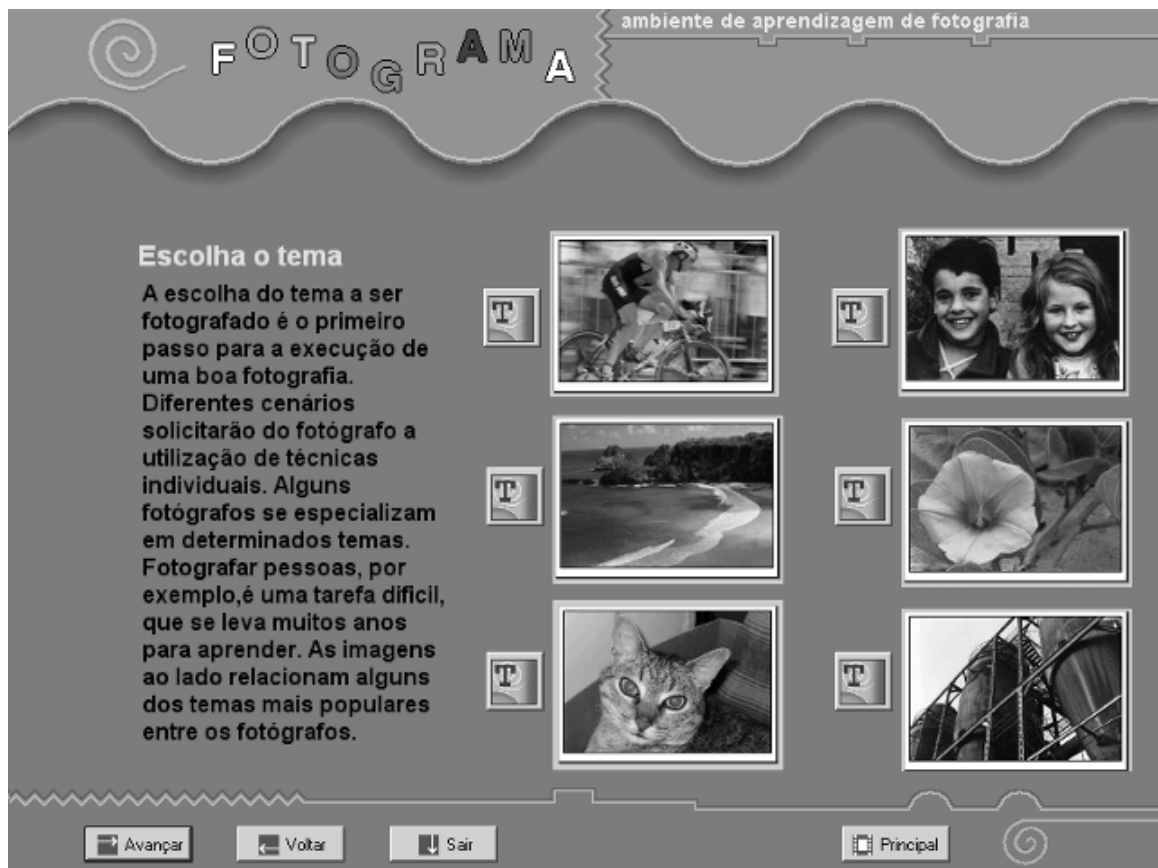 FOTOGRAMA
ambiente de aprendizagem de fotografia
Escolha o tema
A escolha do tema a ser
fotografado é o primeiro
passo para a execução de
uma boa fotografia.
Diferentes cenários
solicitarão do fotógrafo a
utilização de técnicas
individuais. Alguns
fotógrafos se especializam
em determinados temas.
Fotografar pessoas, por
exemplo,é uma tarefa dificil,
que se leva muitos anos
para aprender. As imagens
ao lado relacionam alguns
dos temas mais populares
entre os fotógrafos.
T
T
T
T
T
T
Avançar
Voltar
Sair
Principal